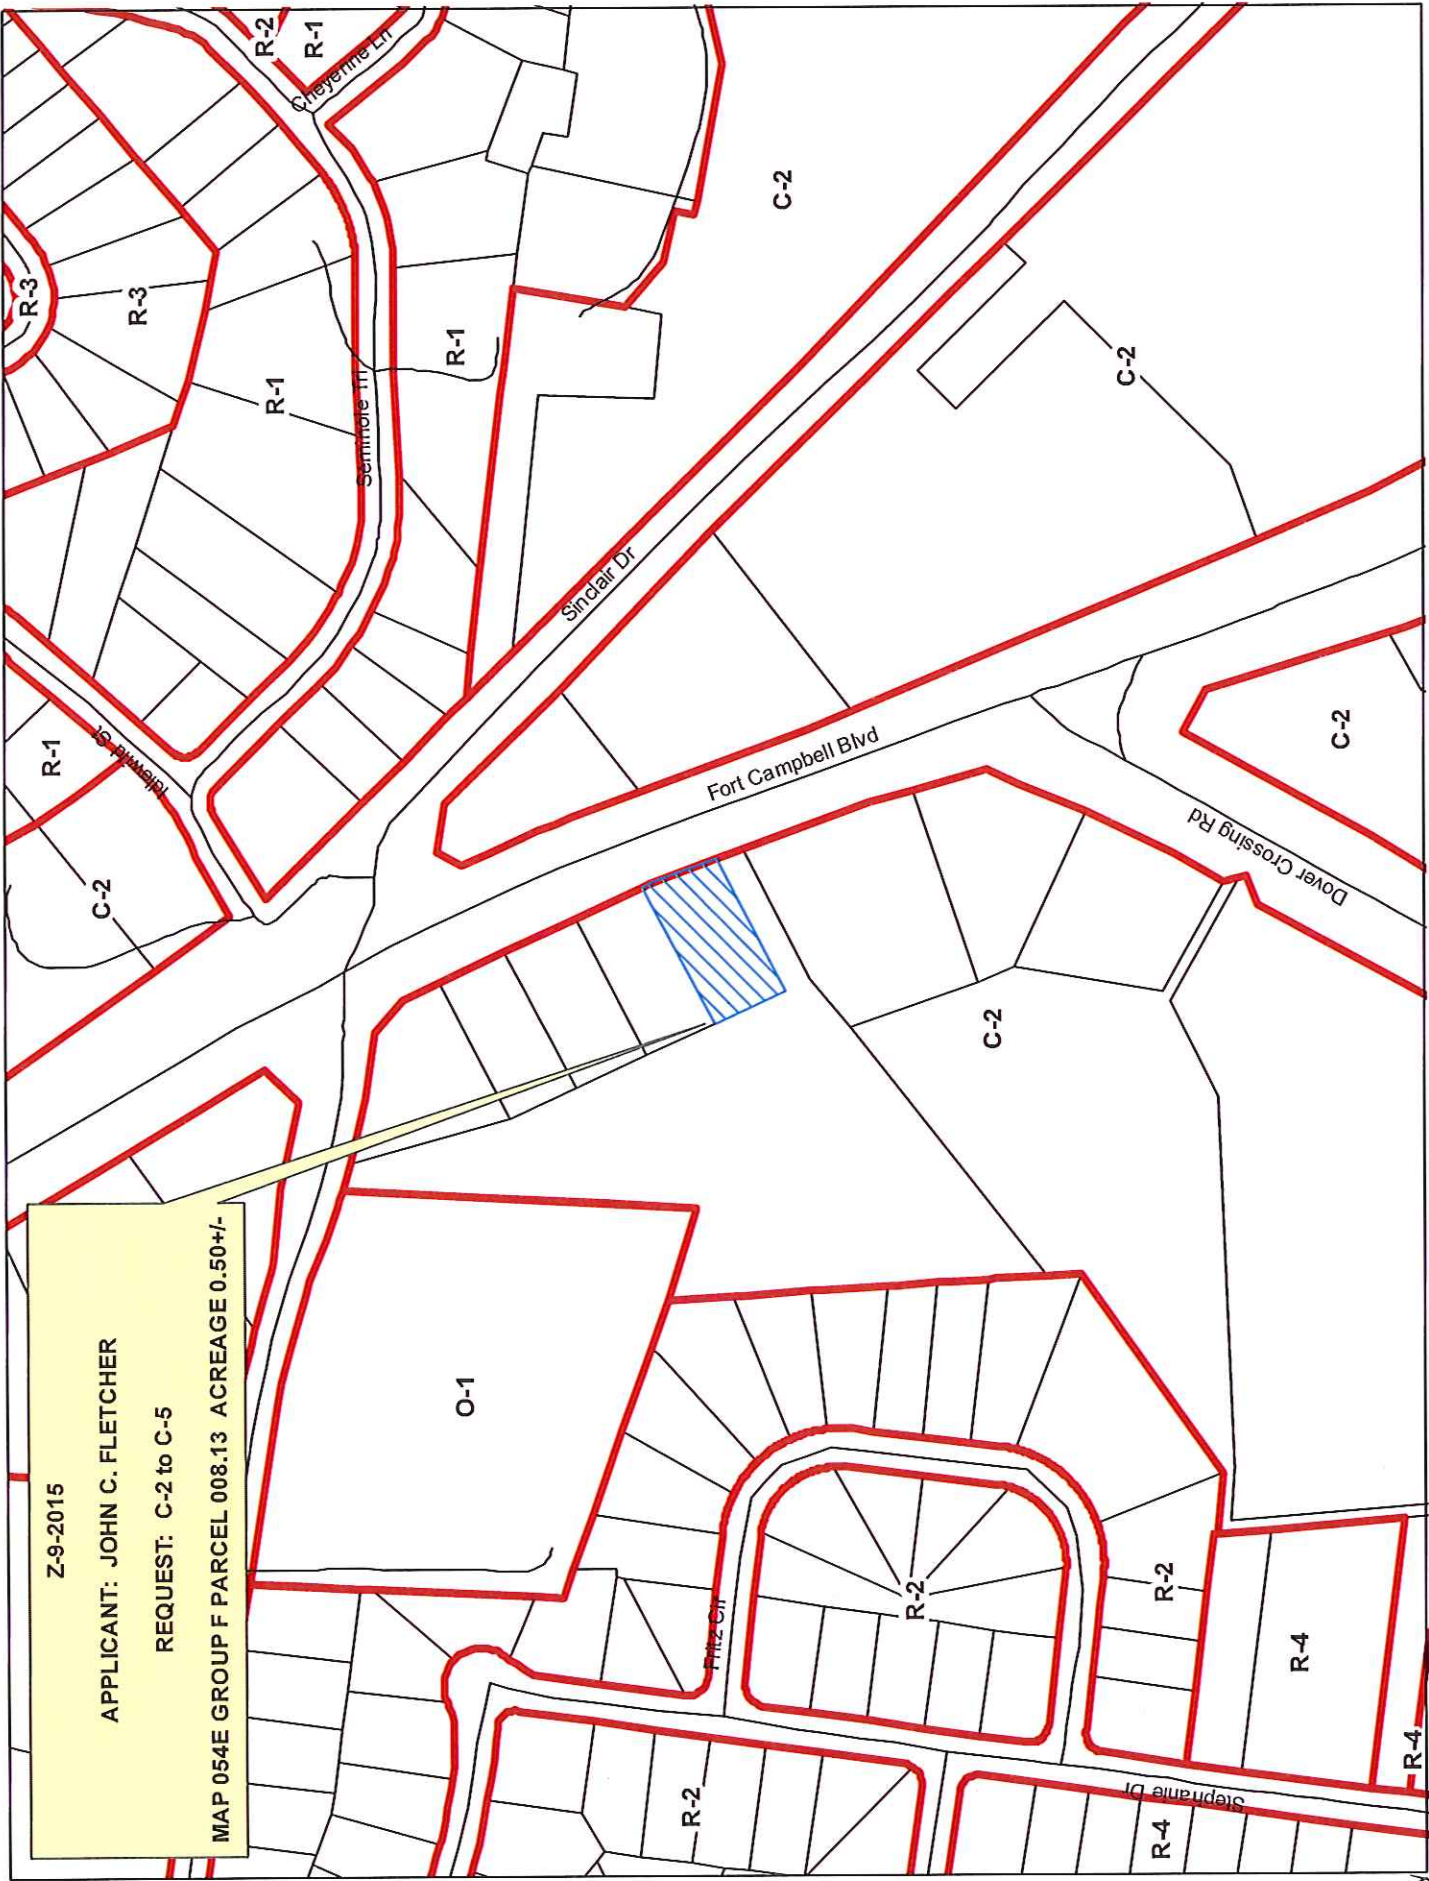 Z-9-2015
APPLICANT: JOHN C. FLETCHER
REQUEST: C-2 to C-5
MAP 054E GROUP F PARCEL 008.13 ACREAGE 0.50+/-
R-1
Idlewild St
C-2
R-3
R-3
R-1
Seminole Trl
R-1
R-2
R-1
Cheyenne Ln
C-2
Sinclair Dr
C-2
Fort Campbell Blvd
C-2
Dover Crossing Rd
C-2
O-1
Fritz Cir
R-2
R-2
R-2
R-4
R-4
R-4
Stephanie Dr